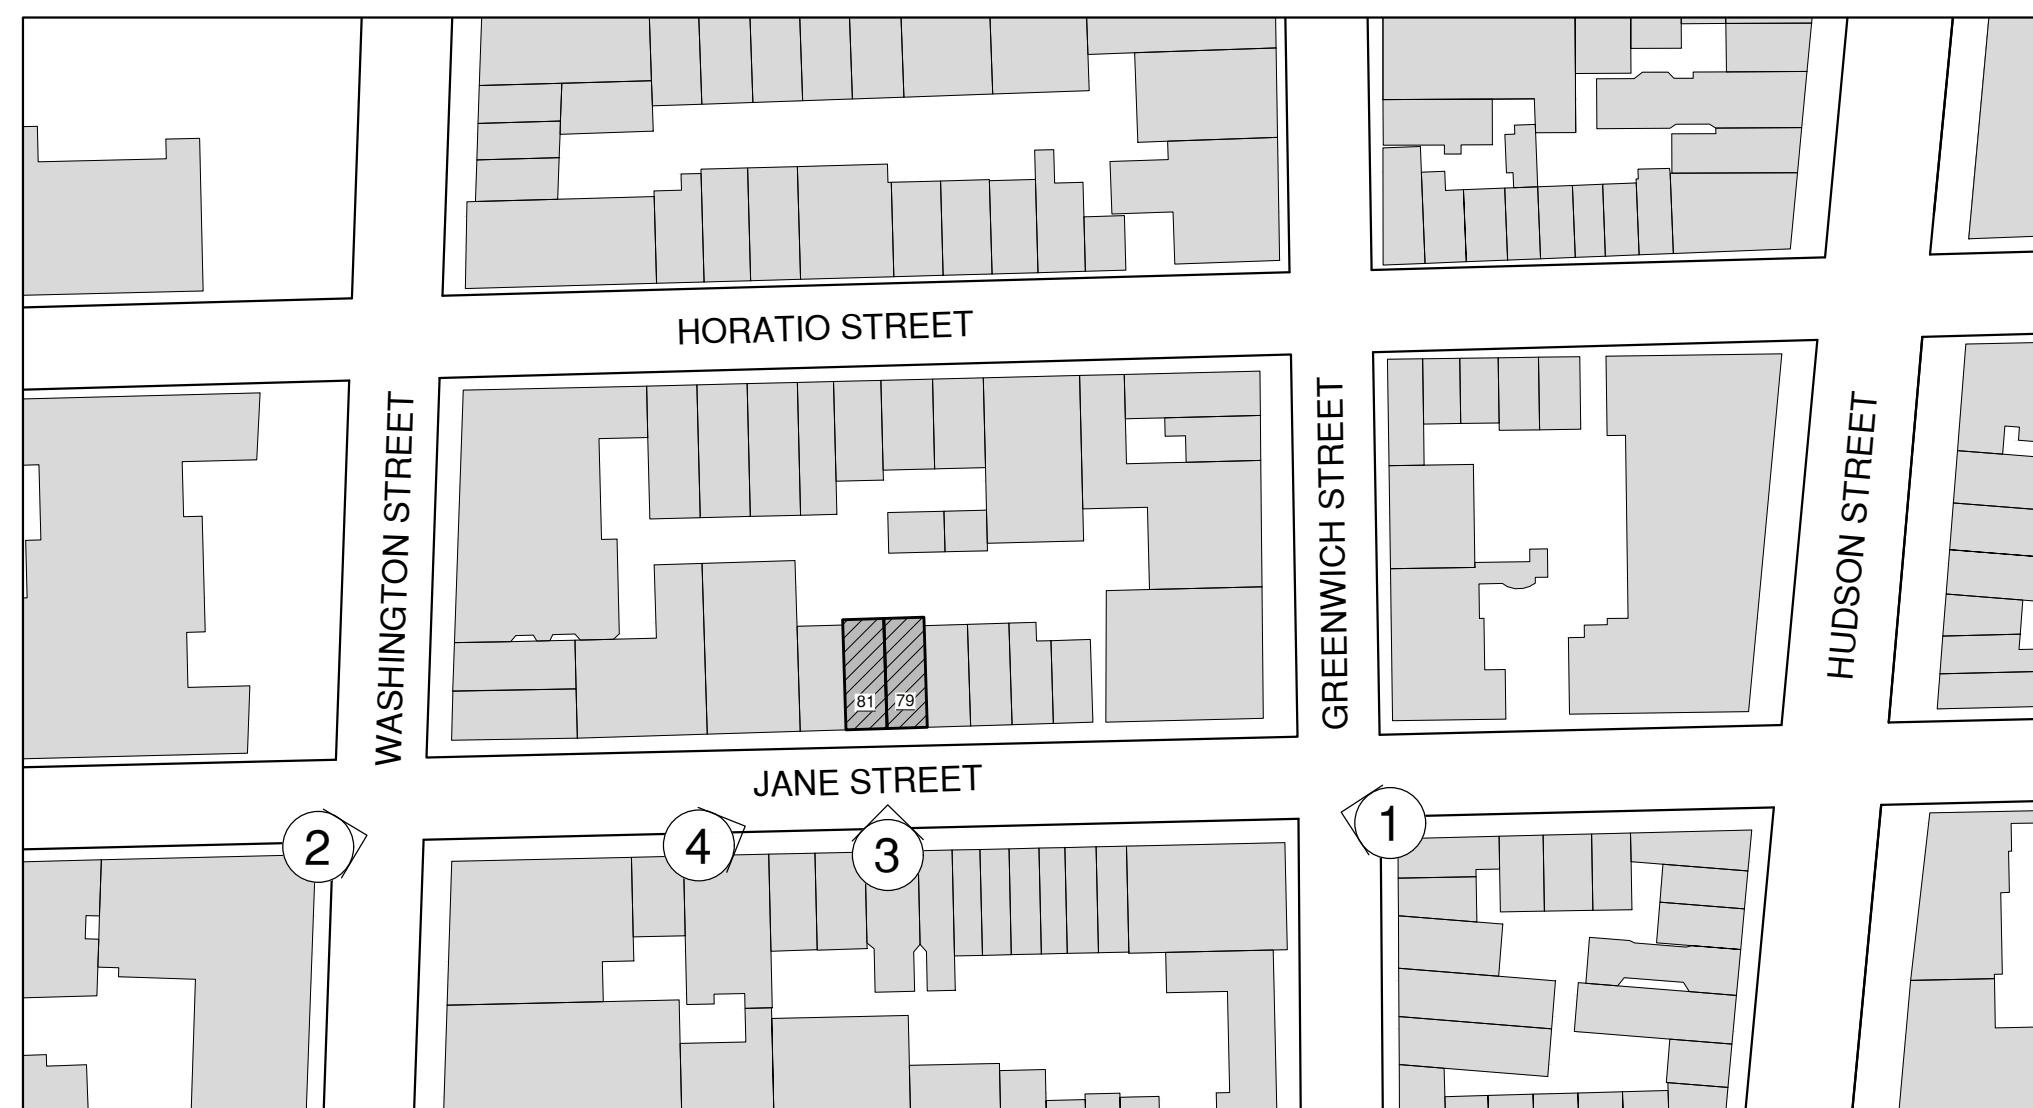 HORATIO STREET
WASHINGTON STREET
GREENWICH STREET
HUDSON STREET
81
79
JANE STREET
2
4
3
1